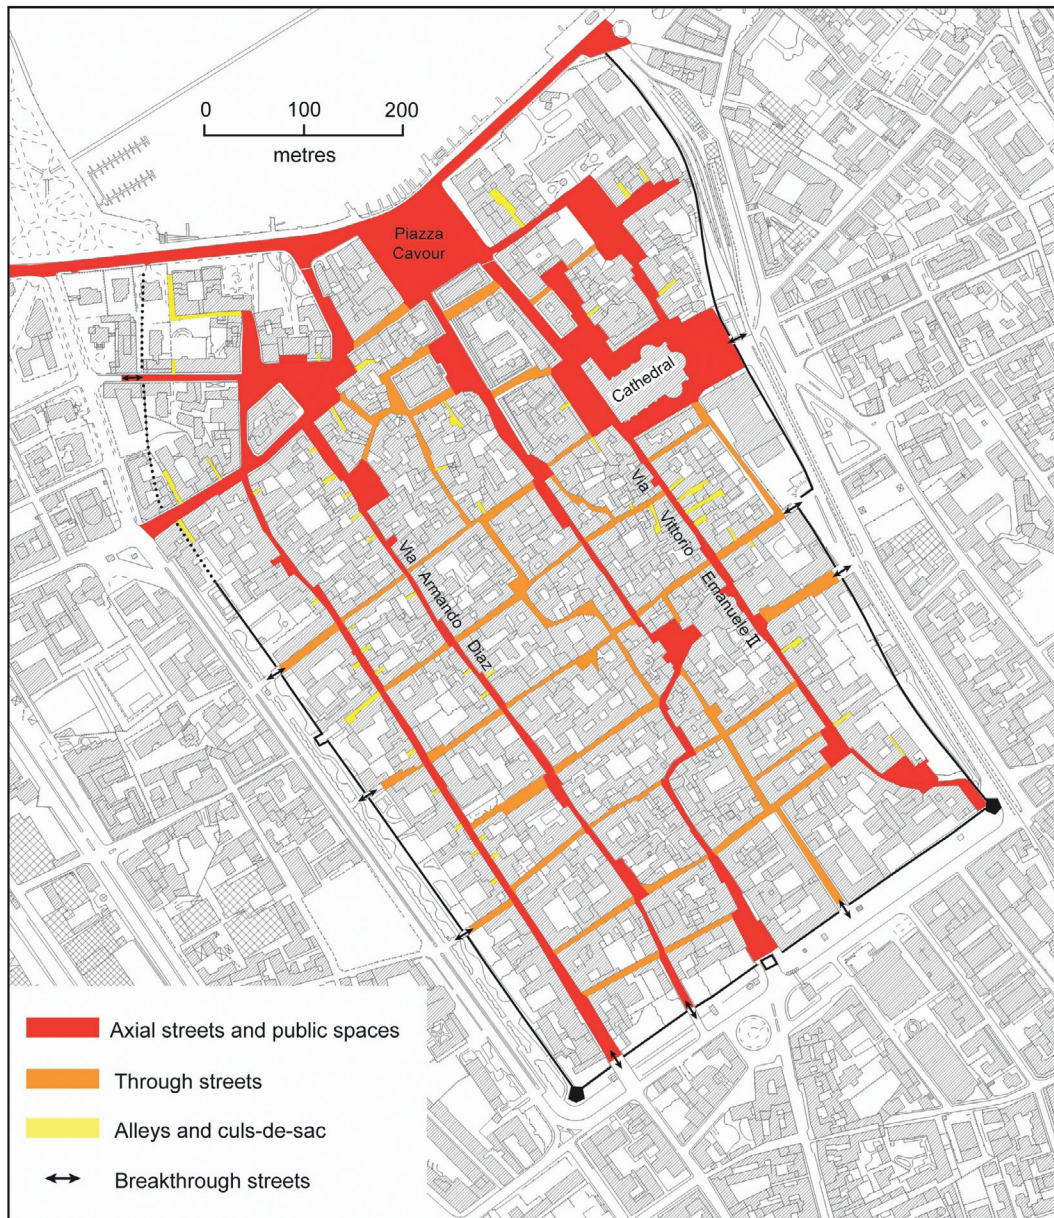 0 100 200
metres
Piazza
Cavour
Cathedral
Via Vittorio Emanuele II
Via Armando Diaz
Axial streets and public spaces
Through streets
Alleys and culs-de-sac
Breakthrough streets